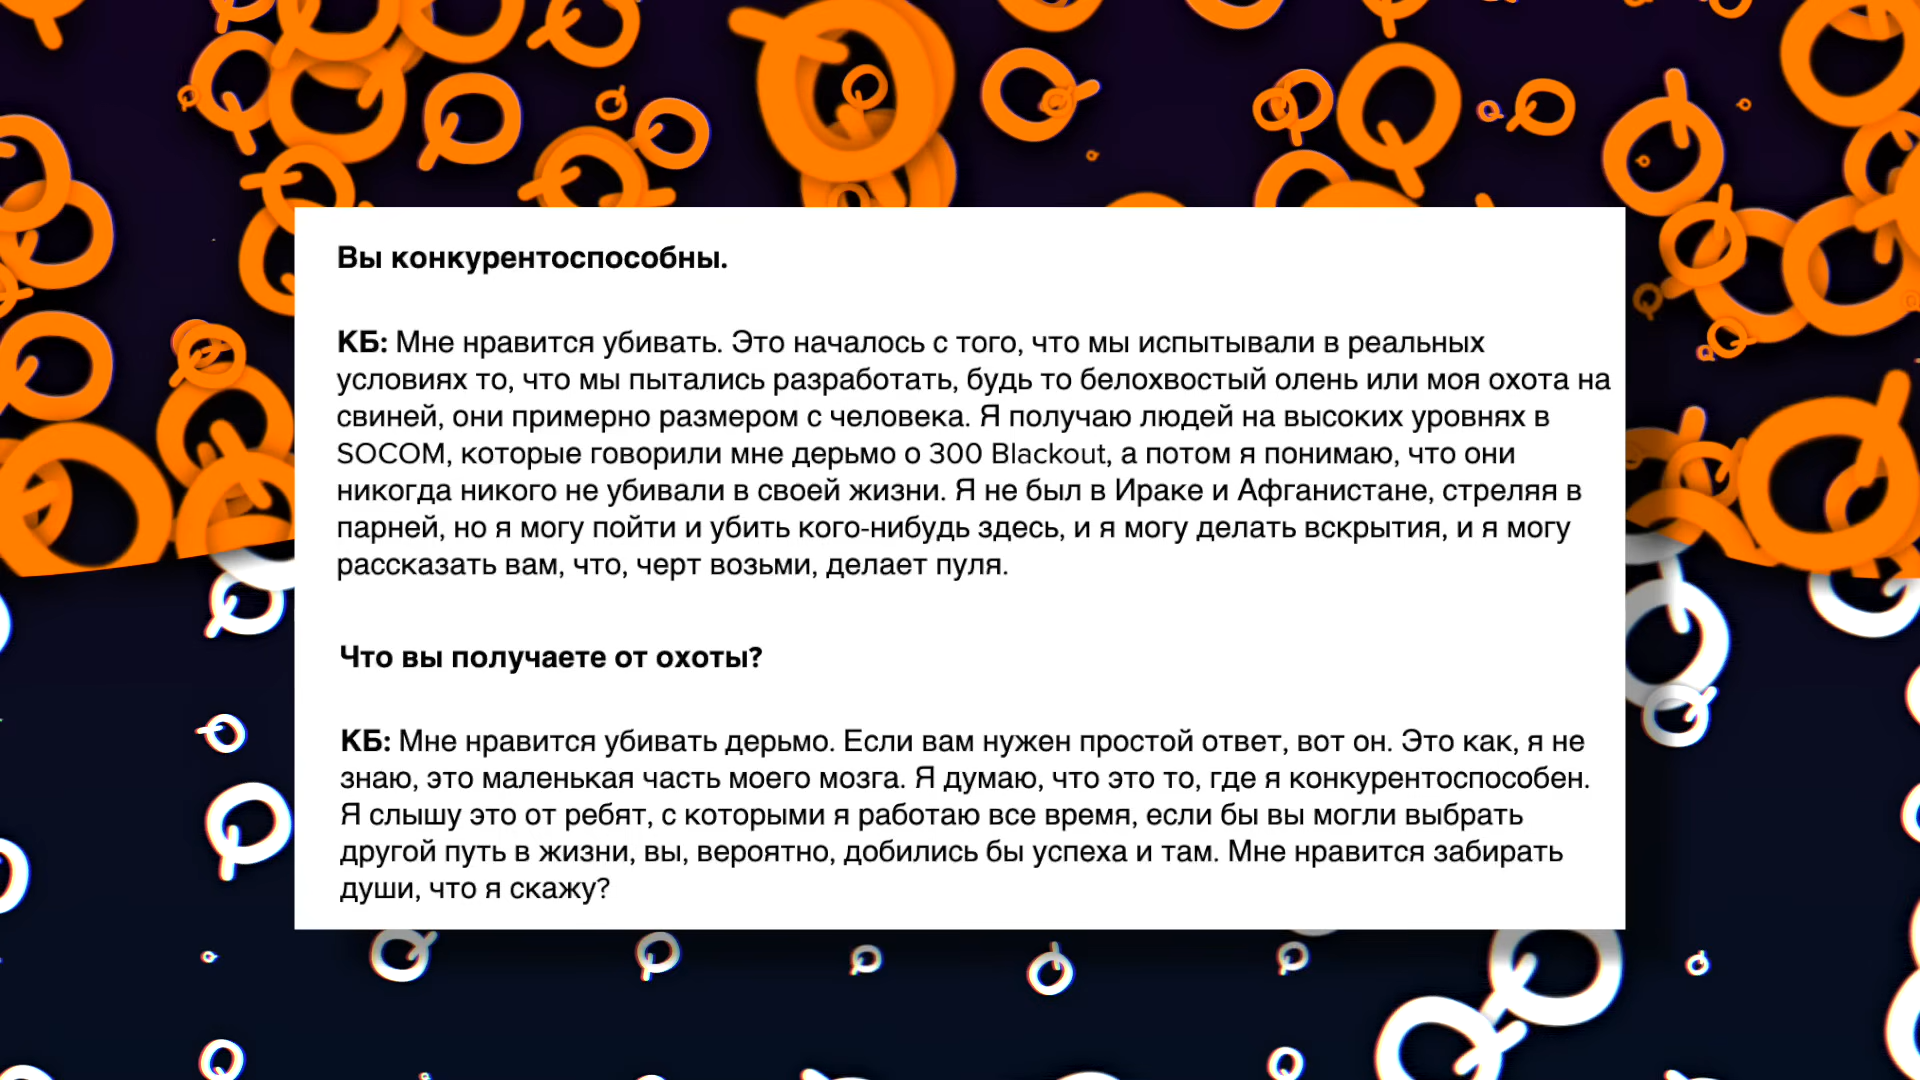 Вы конкурентоспособны.
КБ: Мне нравится убивать. Это началось с того, что мы испытывали в реальных
условиях то, что мы пытались разработать, будь то белохвостый олень или моя охота на
свиней, они примерно размером с человека. Я получаю людей на высоких уровнях в
SOCOM, которые говорили мне дерьмо о 300 Blackout, а потом я понимаю, что они
никогда никого не убивали в своей жизни. Я не был в Ираке и Афганистане, стреляя в
парней, но я могу пойти и убить кого-нибудь здесь, и я могу делать вскрытия, и я могу
рассказать вам, что, черт возьми, делает пуля.
Что вы получаете от охоты?
КБ: Мне нравится убивать дерьмо. Если вам нужен простой ответ, вот он. Это как, я не
знаю, это маленькая часть моего мозга. Я думаю, что это то, где я конкурентоспособен.
Я слышу это от ребят, с которыми я работаю все время, если бы вы могли выбрать
другой путь в жизни, вы, вероятно, добились бы успеха и там. Мне нравится забирать
души, что я скажу?